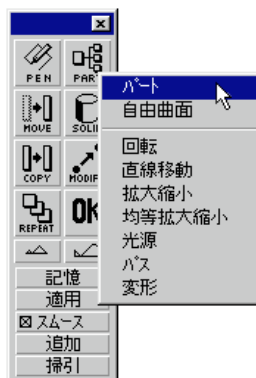 PEN PART
MOVE SOLID
COPY MODIF
REPEAT OK
記憶
適用
スムース
追加
掃引
パート
自由曲面
回転
直線移動
拡大縮小
均等拡大縮小
光源
パス
変形